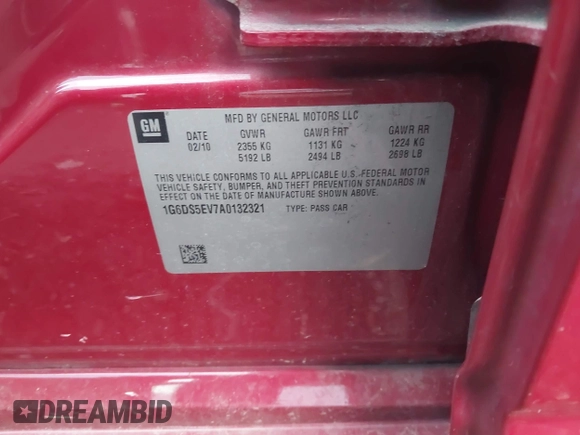 GM
MFD BY GENERAL MOTORS LLC
DATE GVWR GAWR FRT GAWR RR
02/10 2355 KG 1131 KG 1224 KG
5192 LB 2494 LB 2698 LB
THIS VEHICLE CONFORMS TO ALL APPLICABLE U.S. FEDERAL MOTOR
VEHICLE SAFETY, BUMPER, AND THEFT PREVENTION STANDARDS IN
EFFECT ON THE DATE OF MANUFACTURE SHOWN ABOVE.
1G6DS5EV7A0132321 TYPE: PASS CAR
DREAMBID